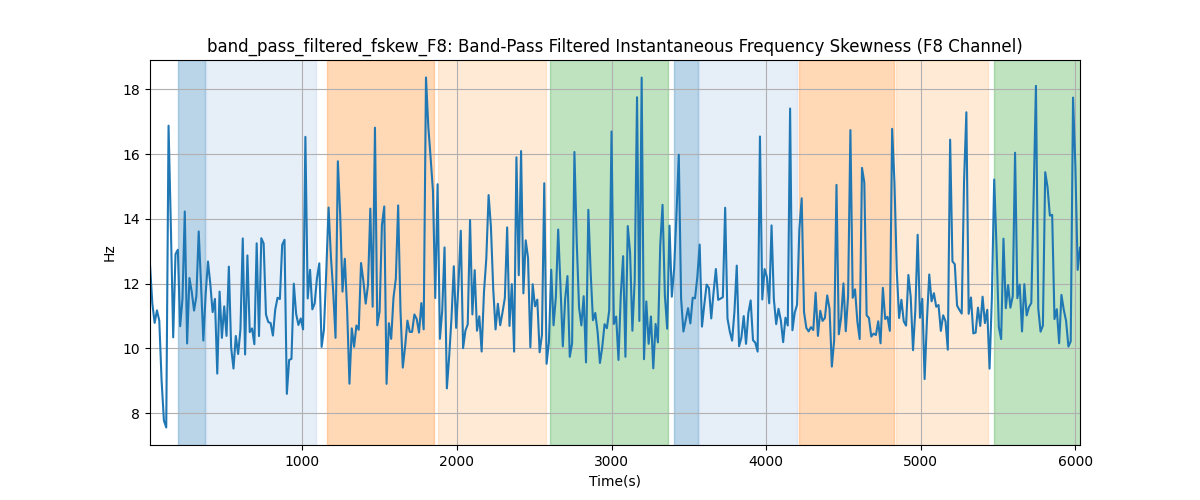 band_pass_filtered_fskew_F8: Band-Pass Filtered Instantaneous Frequency Skewness (F8 Channel)
18
16
14
12
10
8
Hz
1000 2000 3000 4000 5000 6000
Time(s)